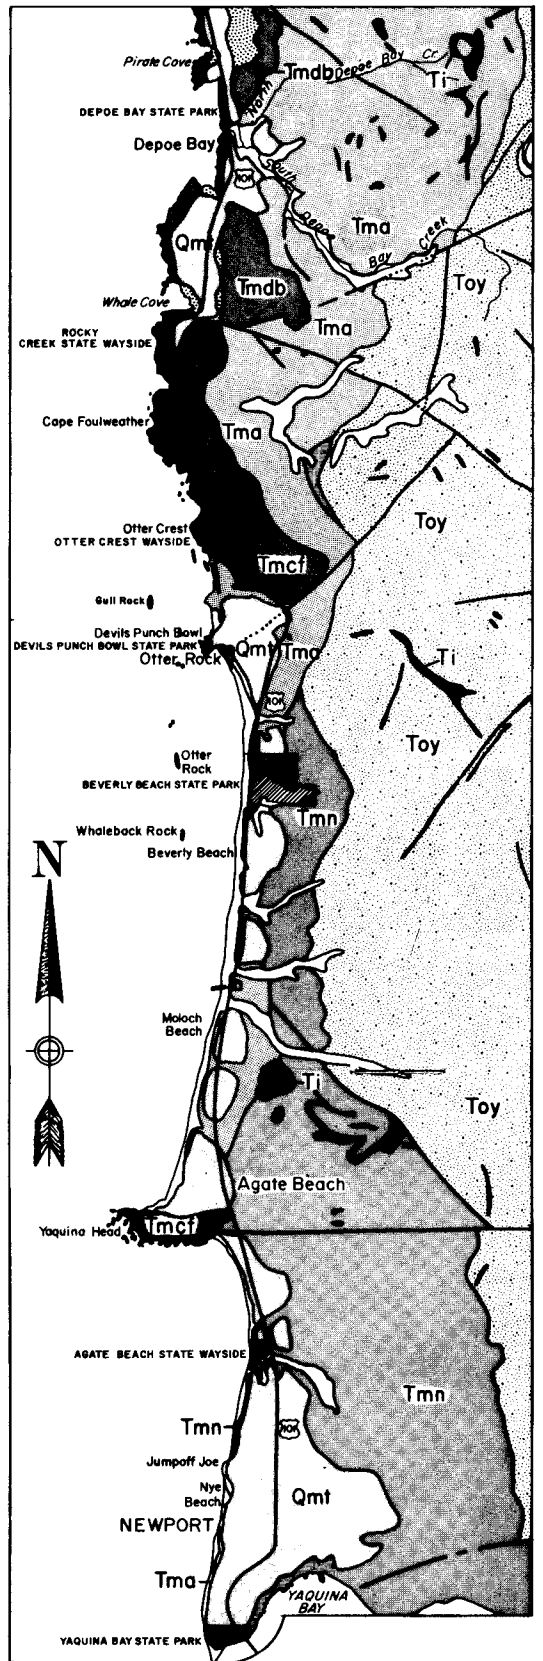 Pirate Cove
Tmdb
Depoe Bay Cr.
Ti
North
DEPOE BAY STATE PARK
Depoe Bay
101
South Depoe Bay Creek
Qmt
Tma
Toy
Tmdb
Whale Cove
Tma
ROCKY
CREEK STATE WAYSIDE
Cape Foulweather
Tma
Toy
Otter Crest
OTTER CREST WAYSIDE
Tmcf
Gull Rock
Devils Punch Bowl
DEVILS PUNCH BOWL STATE PARK
Qmt
Tma
Otter Rock
Ti
101
Toy
Otter
Rock
BEVERLY BEACH STATE PARK
Tmn
Whaleback Rock
Beverly Beach
N
Moloch
Beach
Ti
Toy
Agate Beach
Tmcf
Yaquina Head
AGATE BEACH STATE WAYSIDE
Tmn
Tmn
101
Jumpoff Joe
Nye
Beach
Qmt
NEWPORT
Tma
YAQUINA
BAY
YAQUINA BAY STATE PARK